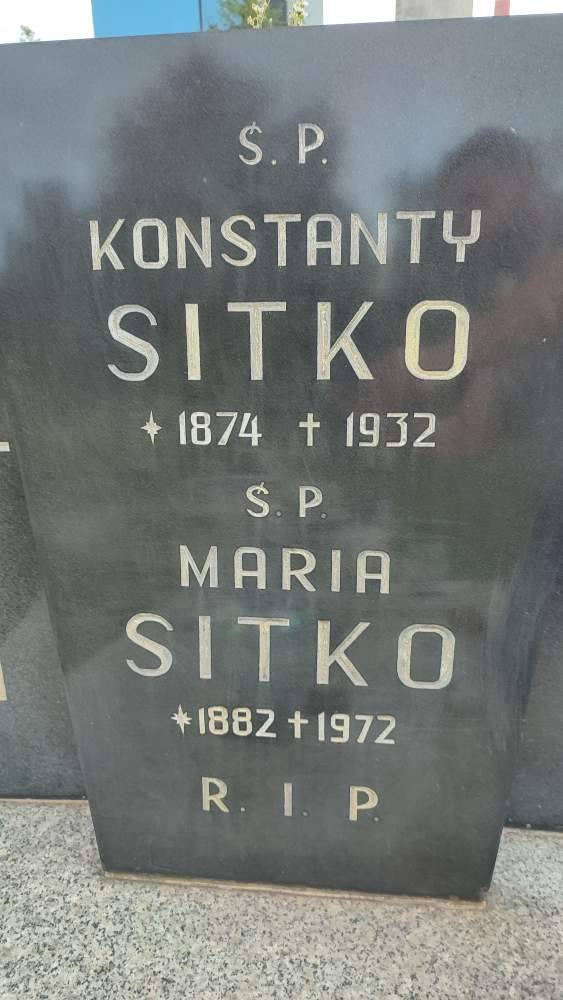 Ś. P.
KONSTANTY
SITKO
* 1874 † 1932
Ś. P.
MARIA
SITKO
* 1882 † 1972
R. I. P.